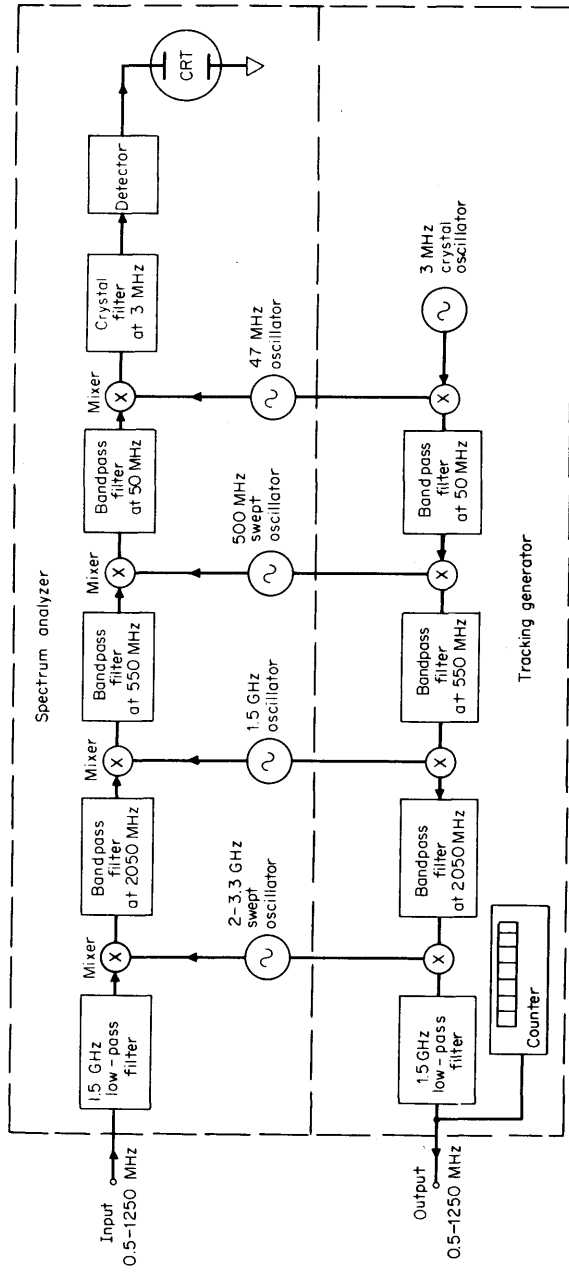 Spectrum analyzer
Input
0.5-1250 MHz
1.5 GHz
low-pass
filter
Mixer
X
2-3.3 GHz
swept
oscillator
Bandpass
filter
at 2050 MHz
Mixer
X
1.5 GHz
oscillator
Bandpass
filter
at 550 MHz
Mixer
X
500 MHz
swept
oscillator
Bandpass
filter
at 50 MHz
Mixer
X
47 MHz
oscillator
Crystal
filter
at 3 MHz
Detector
CRT
Output
0.5-1250 MHz
1.5 GHz
low-pass
filter
Counter
X
Bandpass
filter
at 2050 MHz
X
Bandpass
filter
at 550 MHz
X
Bandpass
filter
at 50 MHz
X
3 MHz
crystal
oscillator
Tracking generator